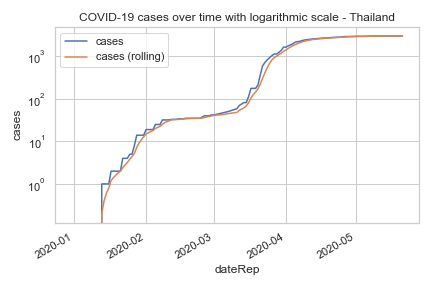 COVID-19 cases over time with logarithmic scale - Thailand
cases
cases (rolling)
10³
10²
10¹
10⁰
cases
2020-01
2020-02
2020-03
2020-04
2020-05
dateRep